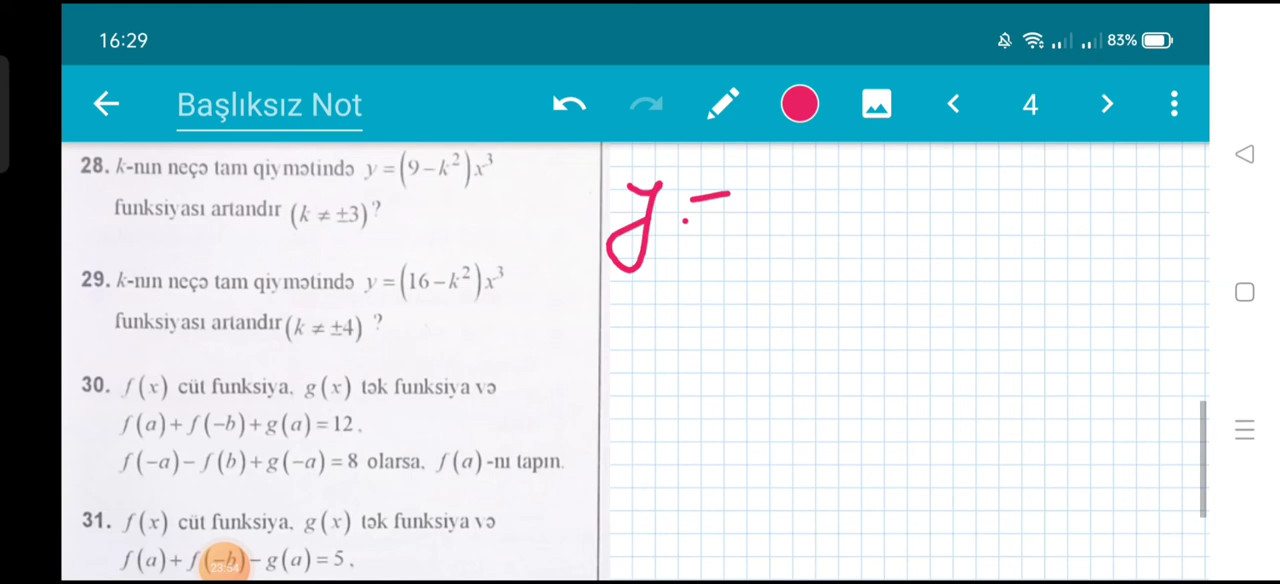 16:29
83%
Başlıksız Not
4
28. k-nın neçə tam qiymətində y = (9 – k²)x³
funksiyası artandır (k ≠ ±3)?
29. k-nın neçə tam qiymətində y = (16 – k²)x³
funksiyası artandır (k ≠ ±4) ?
30. f(x) cüt funksiya, g(x) tək funksiya və
f(a) + f(–b) + g(a) = 12,
f(–a) – f(b) + g(–a) = 8 olarsa, f(a)-nı tapın.
31. f(x) cüt funksiya, g(x) tək funksiya və
f(a) + f(–b) – g(a) = 5,
23:54
y